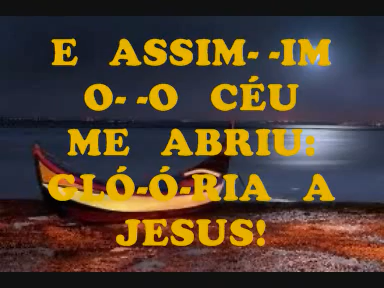 E ASSIM- -IM
O- -O CÉU
ME ABRIU:
GLÓ-Ó-RIA A
JESUS!